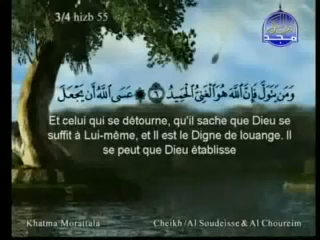 3/4 hizb 55
وَمَن يَتَوَلَّ فَإِنَّ ٱللَّهَ هُوَ ٱلْغَنِىُّ ٱلْحَمِيدُ ٦ ۞ عَسَى ٱللَّهُ أَن يَجْعَلَ
Et celui qui se détourne, qu'il sache que Dieu se
suffit à Lui-même, et Il est le Digne de louange. Il
se peut que Dieu établisse
Khatma Morattala
Cheikh/Al Soudeisse & Al Choureim